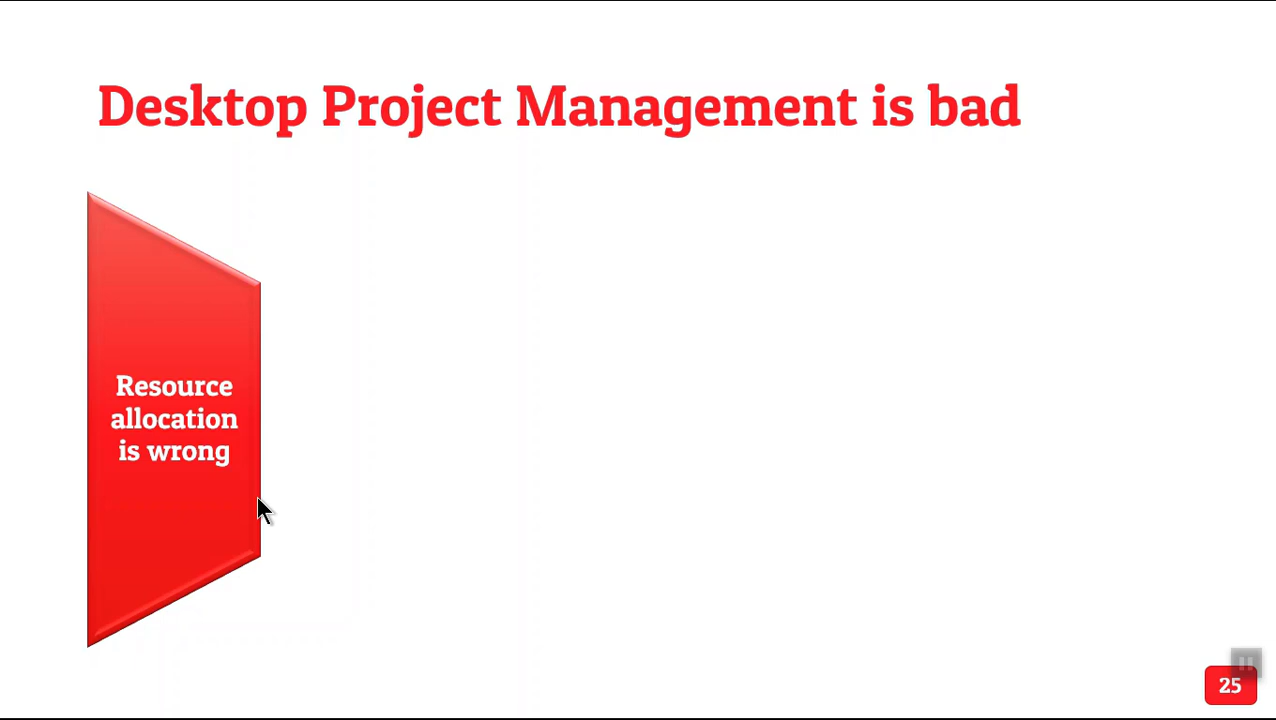 Desktop Project Management is bad
Resource
allocation
is wrong
25